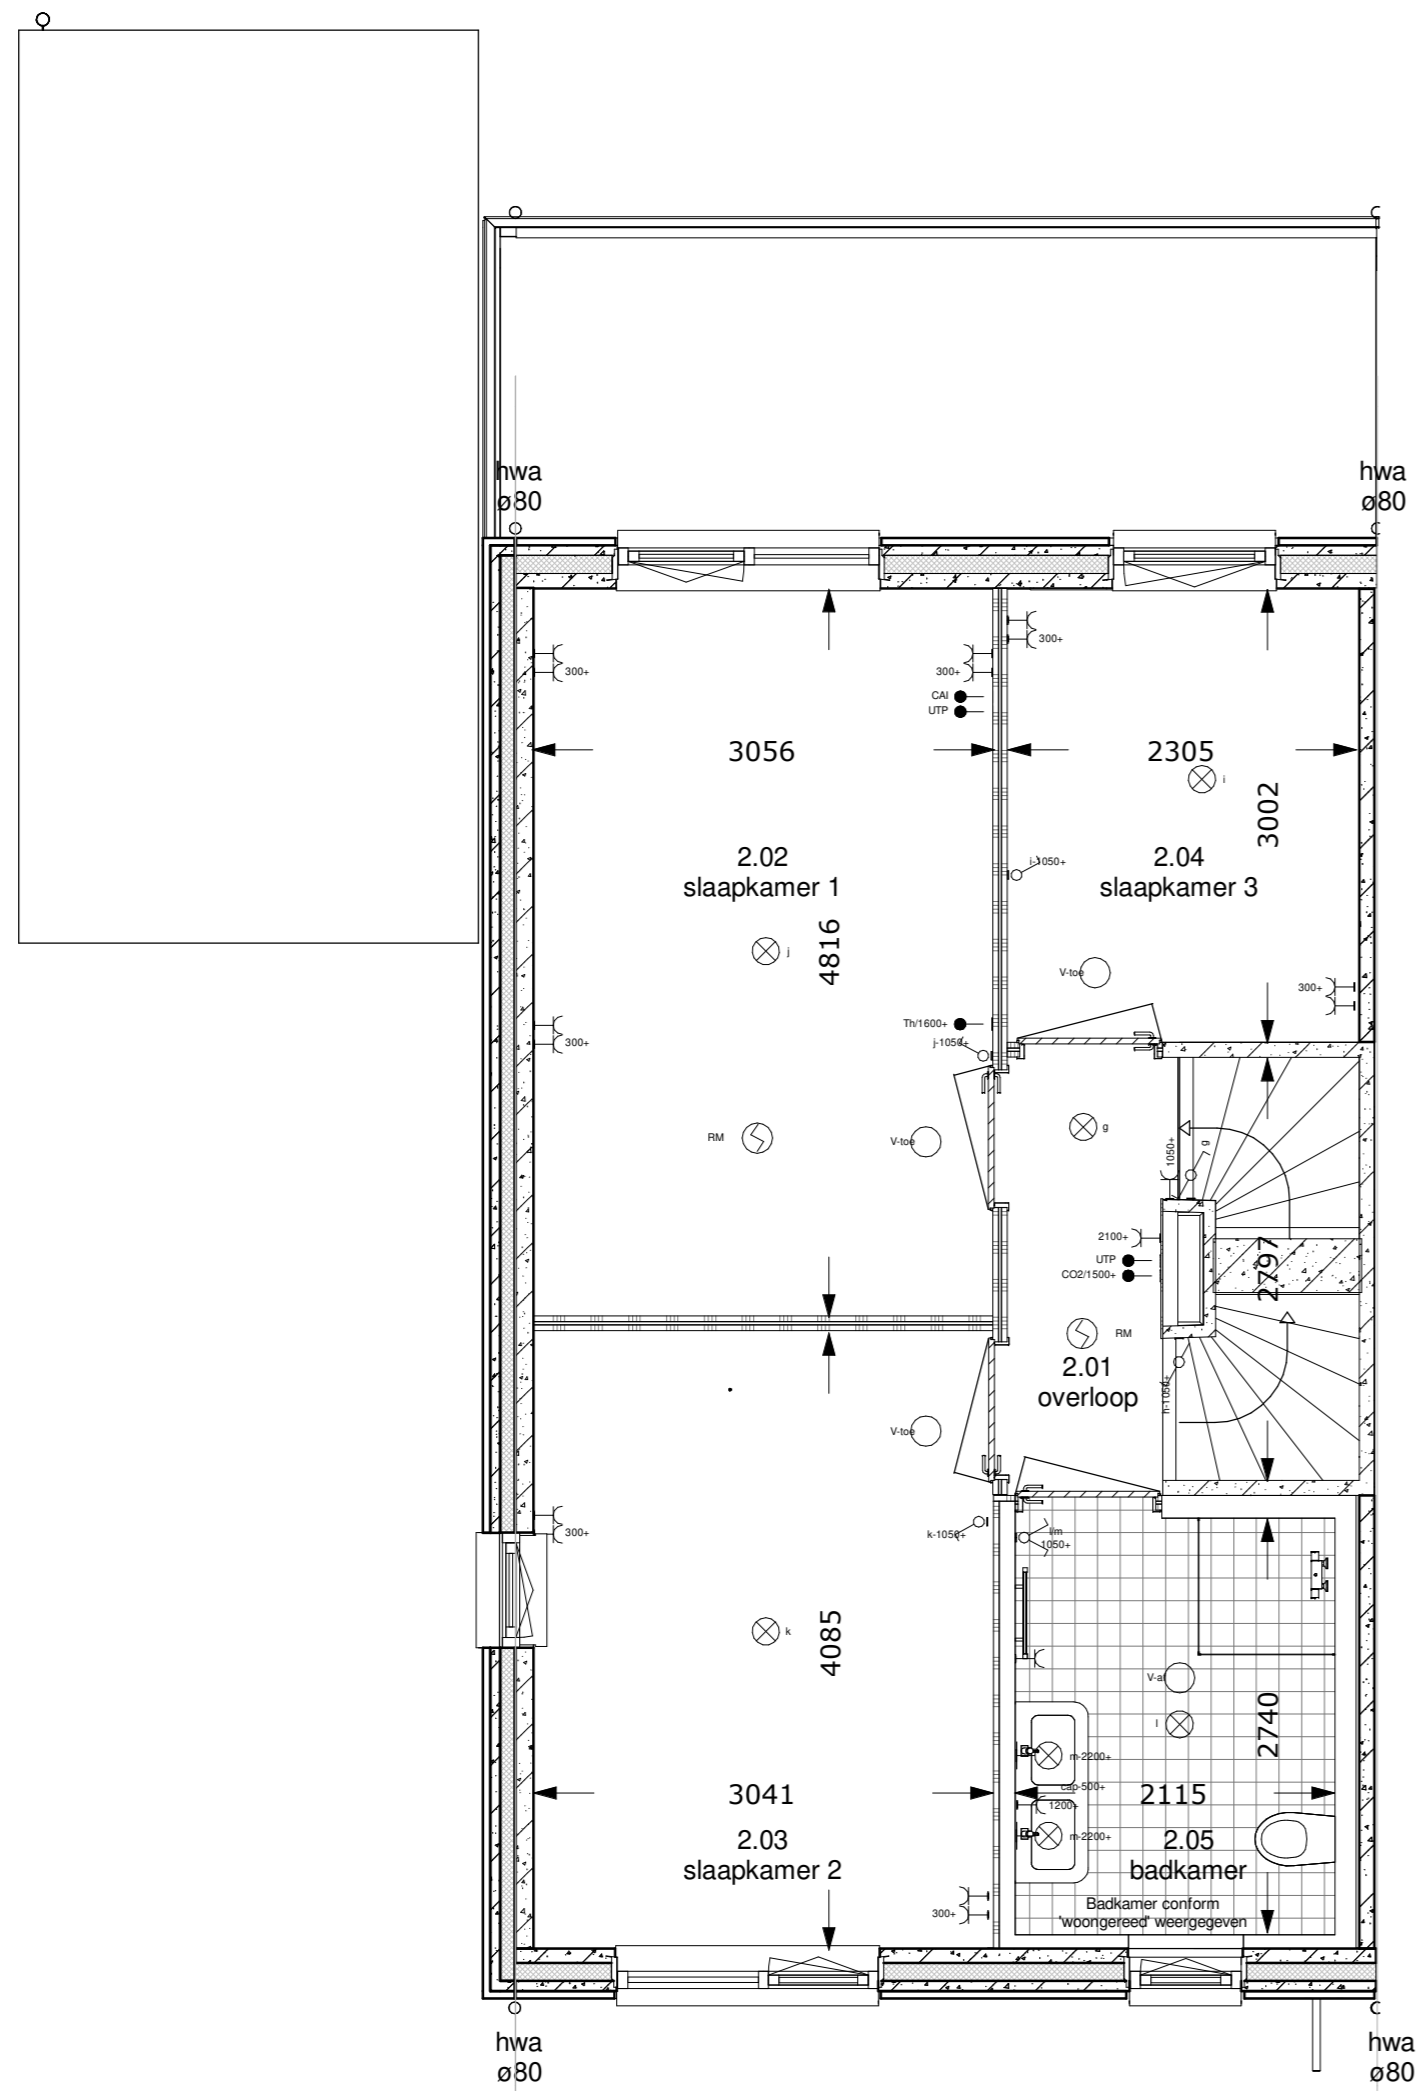 hwa
ø80
hwa
ø80
300+
300+
300+
CAI
UTP
3056
2305
i
3002
2.02
slaapkamer 1
2.04
slaapkamer 3
i-1050+
4816
j
V-toe
300+
Th/1600+
j-1050+
300+
RM
V-toe
g
1050+
g
2100+
UTP
CO2/1500+
2797
RM
2.01
overloop
h-1050+
V-toe
300+
k-1050+
l/m
1050+
k
4085
V-af
l
2740
m-2200+
cap-500+
1200+
m-2200+
3041
2115
2.03
slaapkamer 2
2.05
badkamer
300+
Badkamer conform
'woongereed' weergegeven
hwa
ø80
hwa
ø80